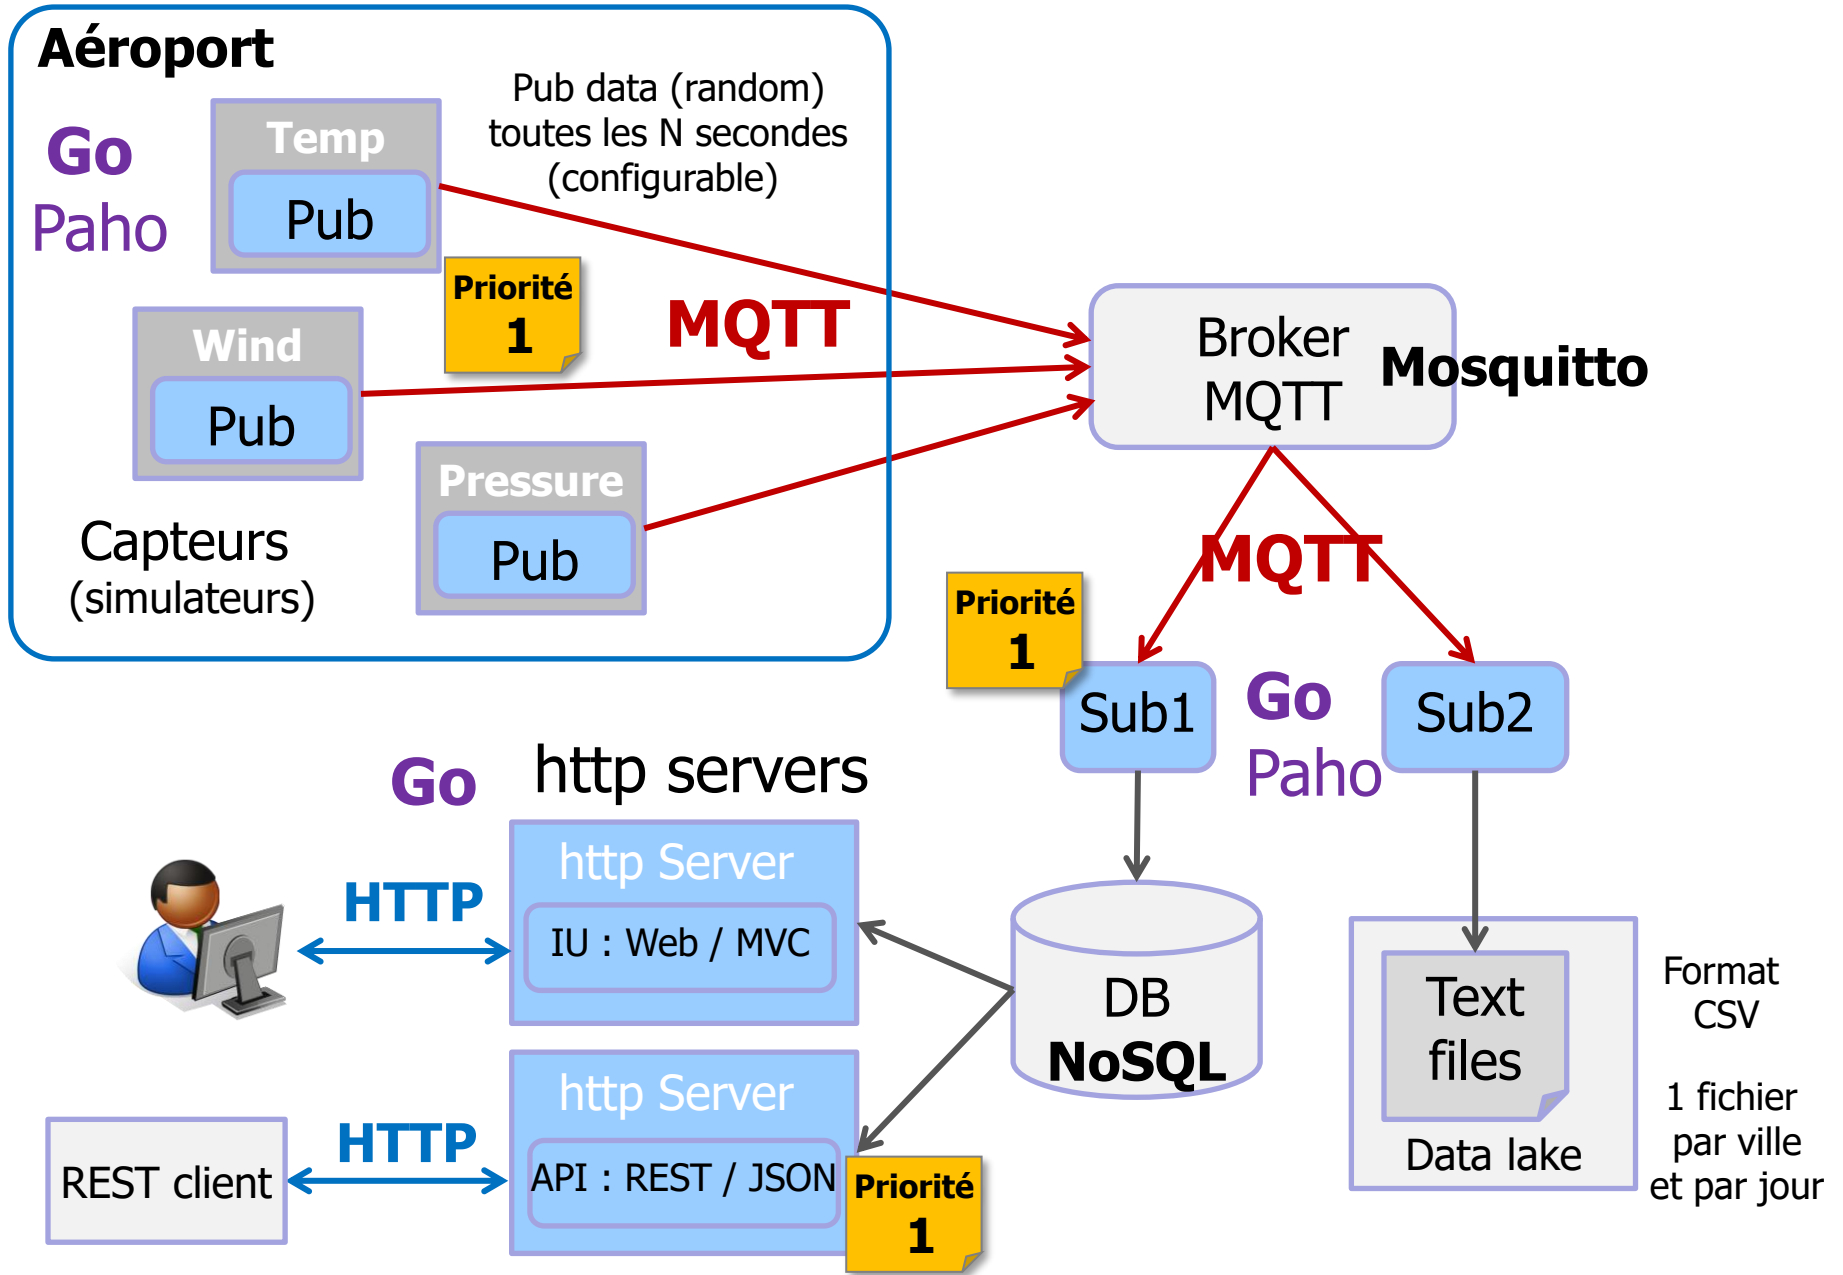 Aéroport
Pub data (random)
toutes les N secondes
(configurable)
Go
Paho
Temp
Pub
Priorité
1
MQTT
Wind
Pub
Pressure
Pub
Capteurs
(simulateurs)
Broker
MQTT
Mosquitto
MQTT
Priorité
1
Sub1
Go
Paho
Sub2
Go
http servers
http Server
IU : Web / MVC
HTTP
DB
NoSQL
Text
files
Data lake
Format
CSV
1 fichier
par ville
et par jour
http Server
API : REST / JSON
HTTP
REST client
Priorité
1